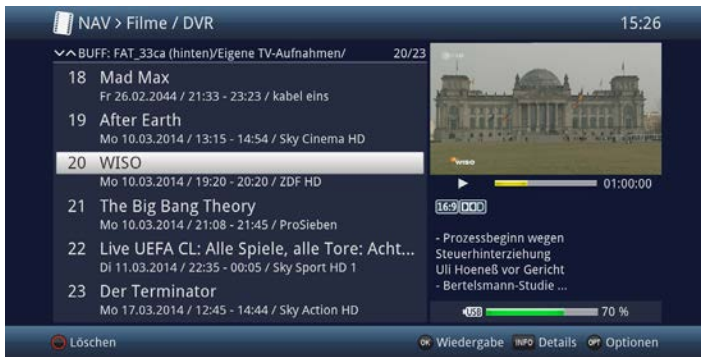 NAV > Filme / DVR
15:26
BUFF: FAT_33ca (hinten)/Eigene TV-Aufnahmen/ 20/23
18 Mad Max
Fr 26.02.2044 / 21:33 - 23:23 / kabel eins
19 After Earth
Mo 10.03.2014 / 13:15 - 14:54 / Sky Cinema HD
20 WISO
Mo 10.03.2014 / 19:20 - 20:20 / ZDF HD
21 The Big Bang Theory
Mo 10.03.2014 / 21:08 - 21:45 / ProSieben
22 Live UEFA CL: Alle Spiele, alle Tore: Acht...
Di 11.03.2014 / 22:35 - 00:05 / Sky Sport HD 1
23 Der Terminator
Mo 17.03.2014 / 12:45 - 14:44 / Sky Action HD
WISO
01:00:00
16:9
- Prozessbeginn wegen
Steuerhinterziehung
Uli Hoeneß vor Gericht
- Bertelsmann-Studie ...
USB 70 %
Löschen
OK Wiedergabe INFO Details OPT Optionen